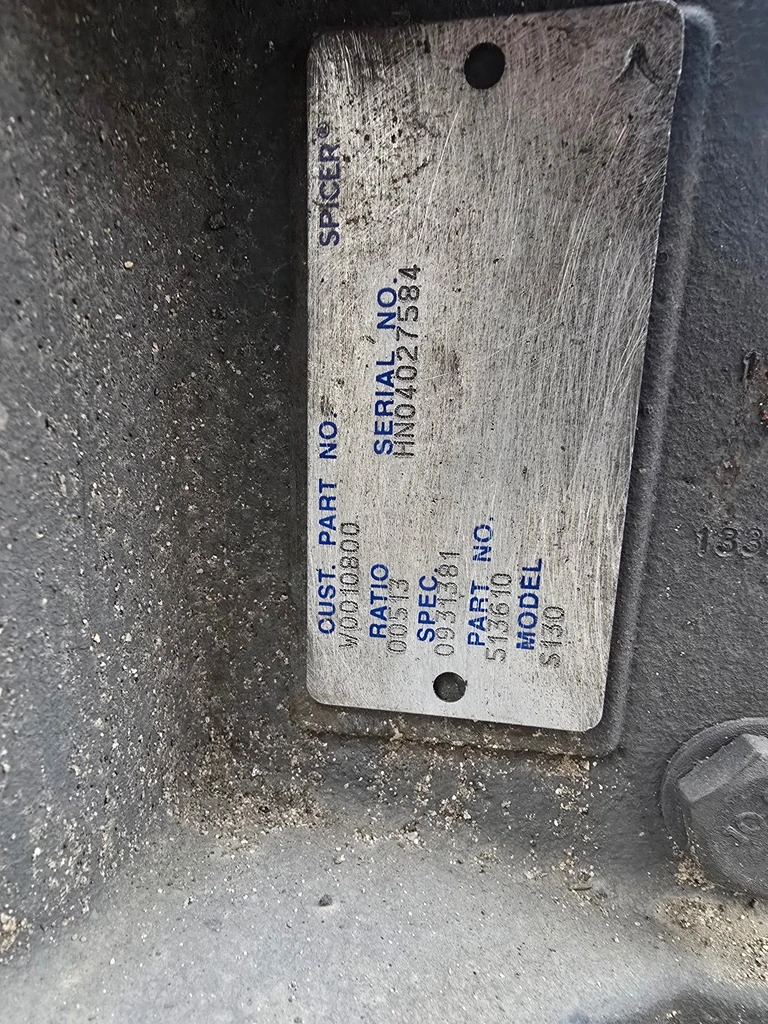 SPICER®
CUST. PART NO.
W0010800
RATIO
00513
SERIAL NO.
HN04027584
SPEC
0931381
PART NO.
513610
MODEL
S130